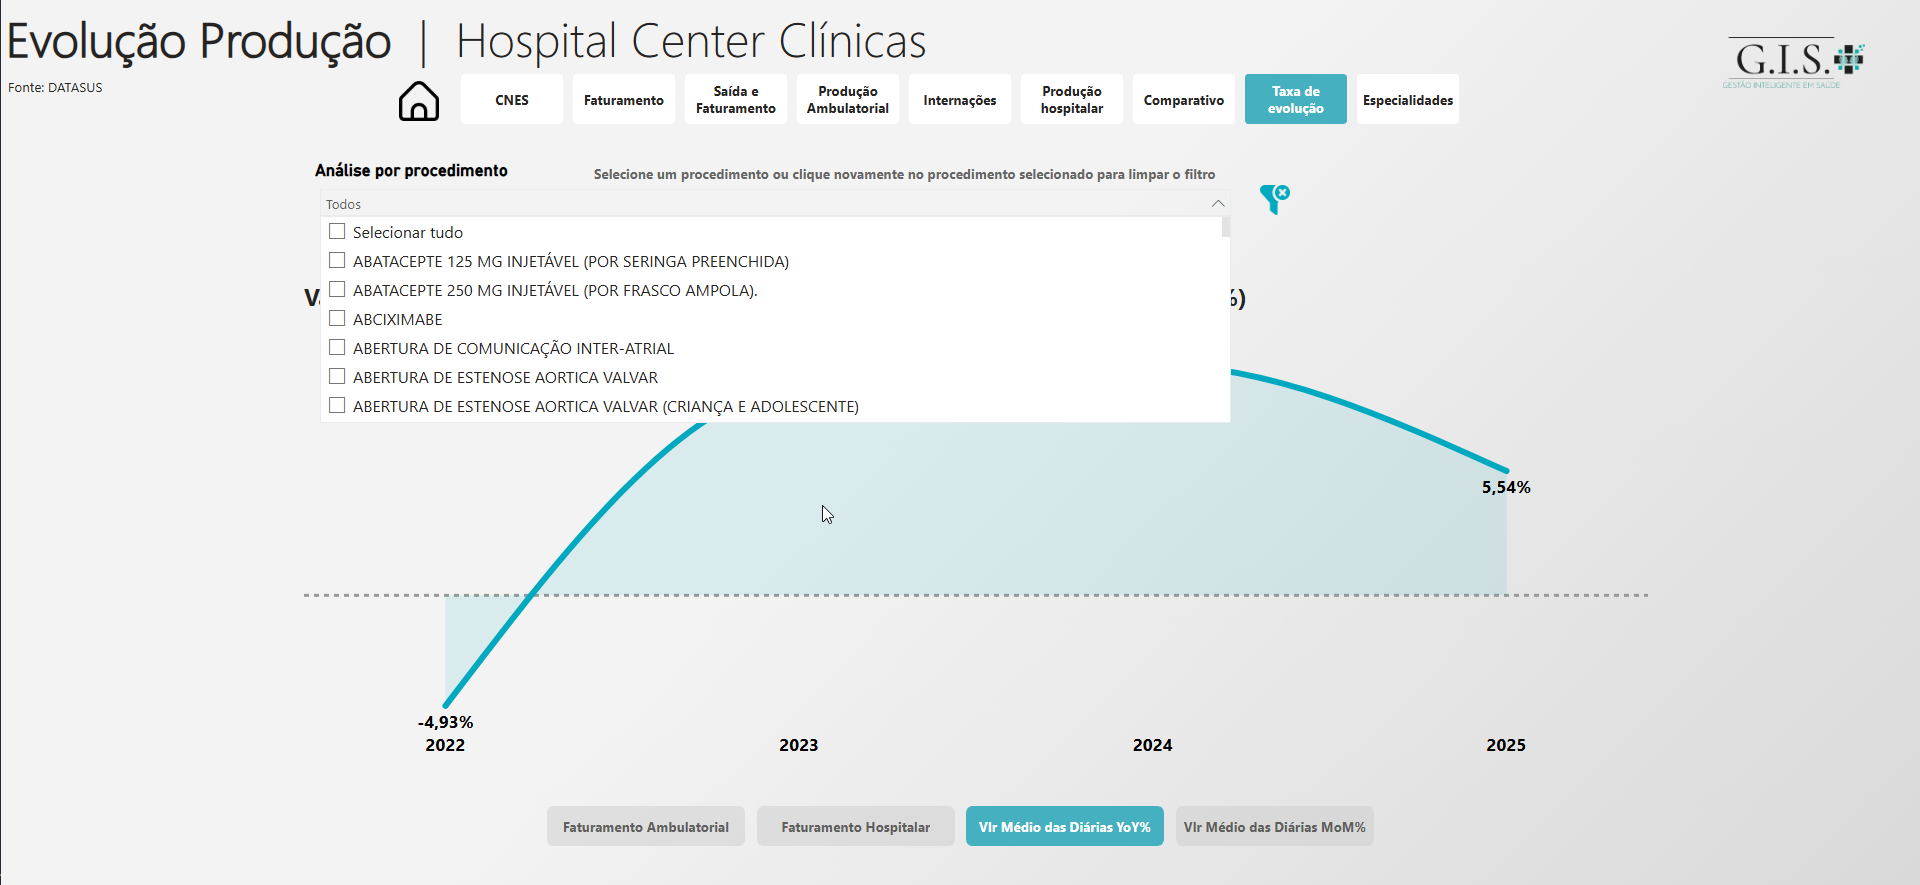 Evolução Produção | Hospital Center Clínicas
G.I.S.
GESTÃO INTELIGENTE EM SAÚDE
Fonte: DATASUS
CNES
Faturamento
Saída e
Faturamento
Produção
Ambulatorial
Internações
Produção
hospitalar
Comparativo
Taxa de
evolução
Especialidades
Análise por procedimento
Selecione um procedimento ou clique novamente no procedimento selecionado para limpar o filtro
Todos
Selecionar tudo
ABATACEPTE 125 MG INJETÁVEL (POR SERINGA PREENCHIDA)
ABATACEPTE 250 MG INJETÁVEL (POR FRASCO AMPOLA).
ABCIXIMABE
ABERTURA DE COMUNICAÇÃO INTER-ATRIAL
ABERTURA DE ESTENOSE AORTICA VALVAR
ABERTURA DE ESTENOSE AORTICA VALVAR (CRIANÇA E ADOLESCENTE)
5,54%
-4,93%
2022
2023
2024
2025
Faturamento Ambulatorial
Faturamento Hospitalar
Vlr Médio das Diárias YoY%
Vlr Médio das Diárias MoM%